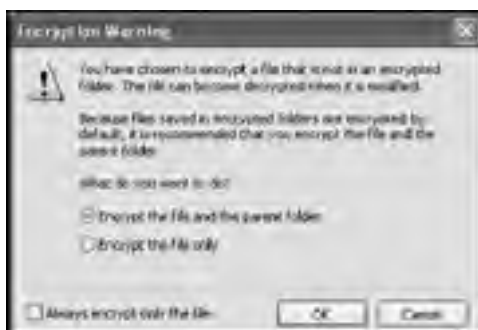 Encryption Warning
You have chosen to encrypt a file that is not in an encrypted
folder. The file can become decrypted when it is modified.
Because files saved in encrypted folders are encrypted by
default, it is recommended that you encrypt the file and the
parent folder.
What do you want to do?
Encrypt the file and the parent folder
Encrypt the file only
Always encrypt only the file
OK
Cancel